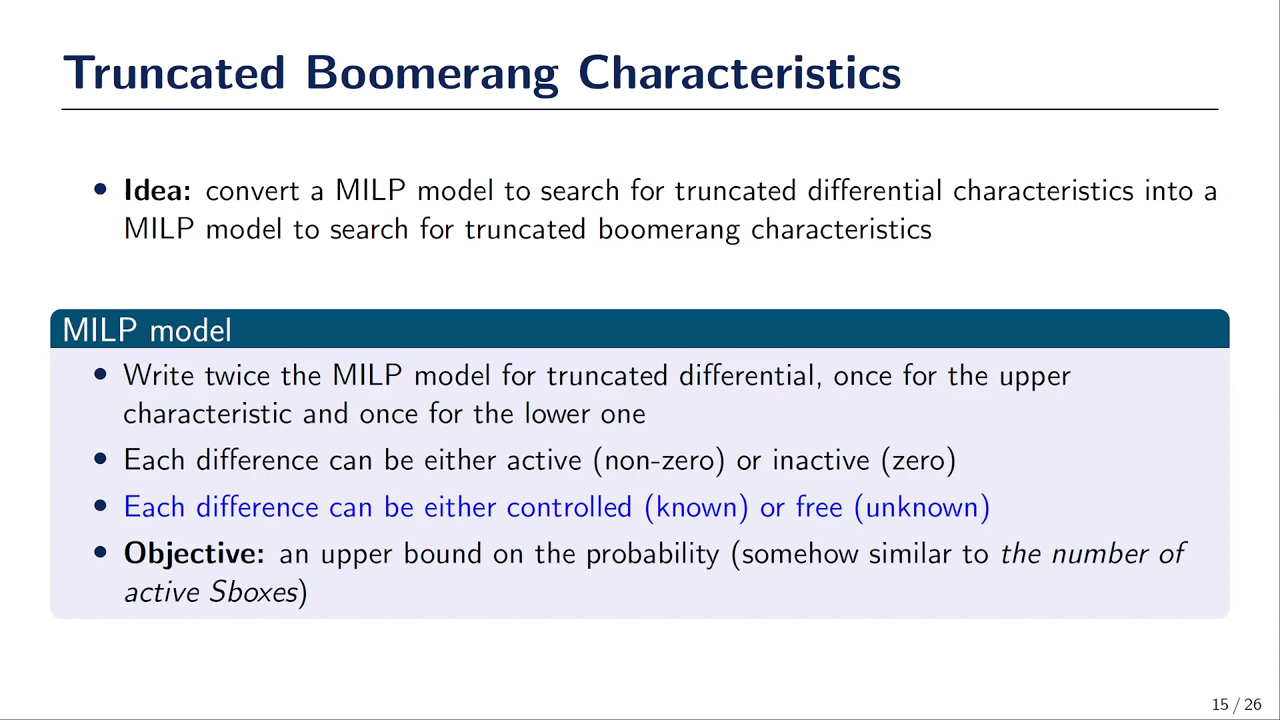 Truncated Boomerang Characteristics
• Idea: convert a MILP model to search for truncated differential characteristics into a
MILP model to search for truncated boomerang characteristics
MILP model
• Write twice the MILP model for truncated differential, once for the upper
characteristic and once for the lower one
• Each difference can be either active (non-zero) or inactive (zero)
• Each difference can be either controlled (known) or free (unknown)
• Objective: an upper bound on the probability (somehow similar to the number of
active Sboxes)
15 / 26